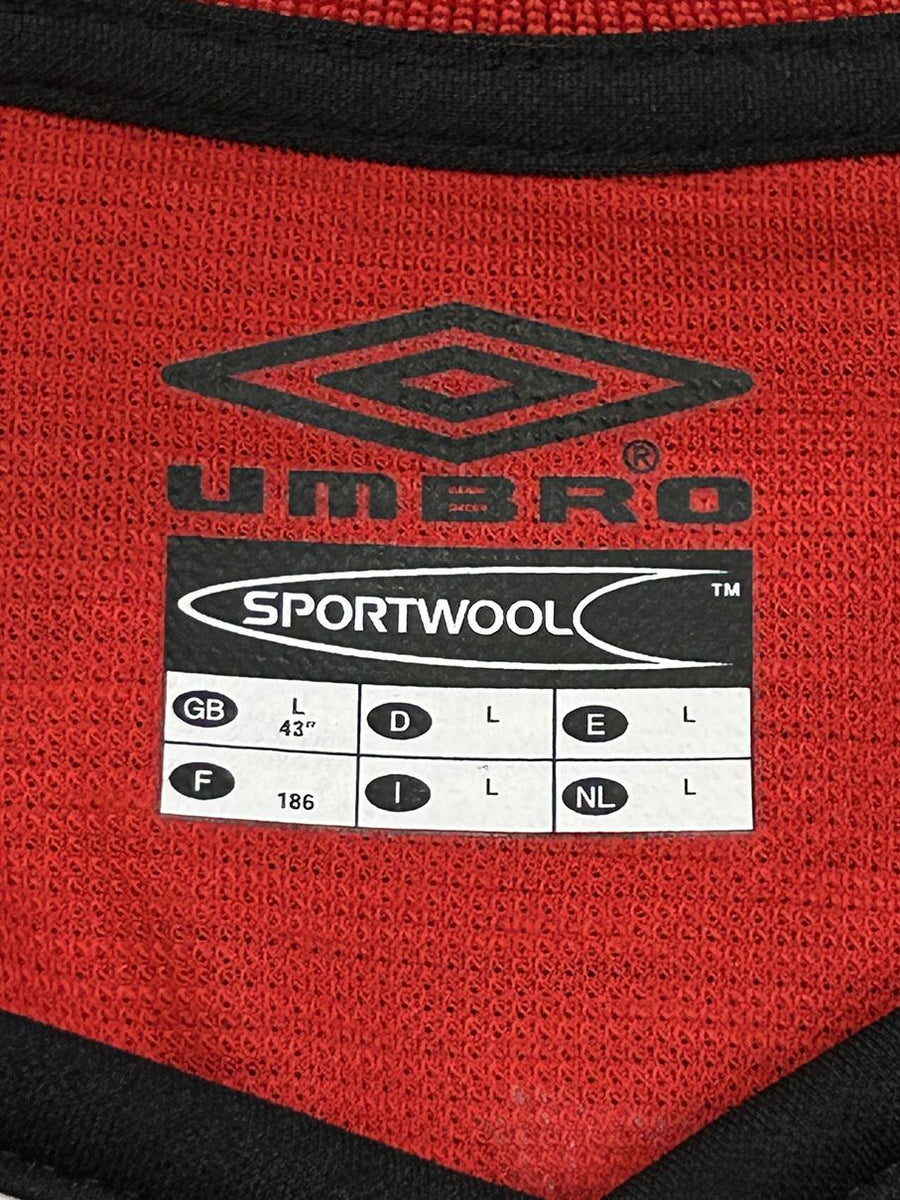 UMBRO®
SPORTWOOL™
GB L D L E L
43"
F 186 I L NL L